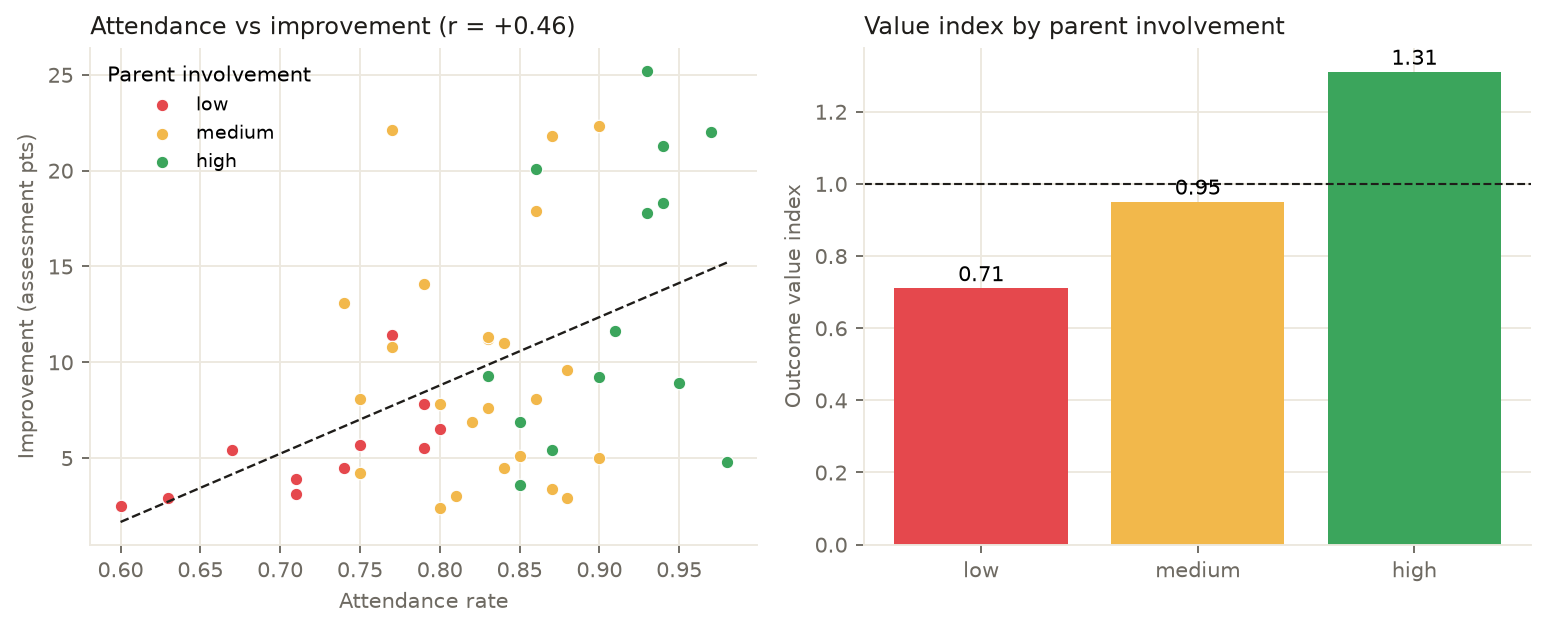 Attendance vs improvement (r = +0.46)
Improvement (assessment pts)
25
20
15
10
5
Parent involvement
low
medium
high
0.60 0.65 0.70 0.75 0.80 0.85 0.90 0.95
Attendance rate
Value index by parent involvement
Outcome value index
1.2
1.0
0.8
0.6
0.4
0.2
0.0
0.71
0.95
1.31
low medium high